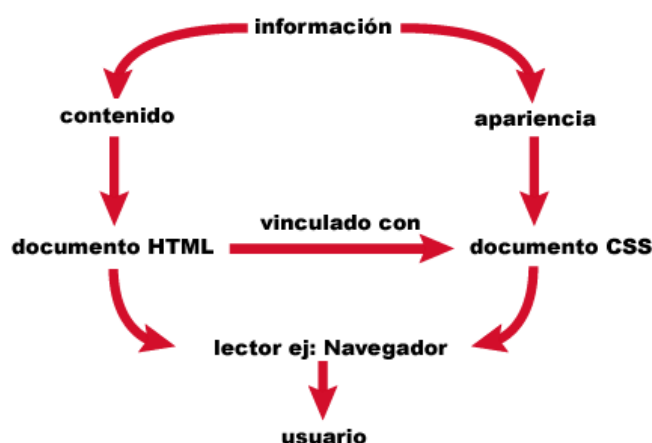 información
contenido
apariencia
vinculado con
documento HTML
documento CSS
lector ej: Navegador
usuario